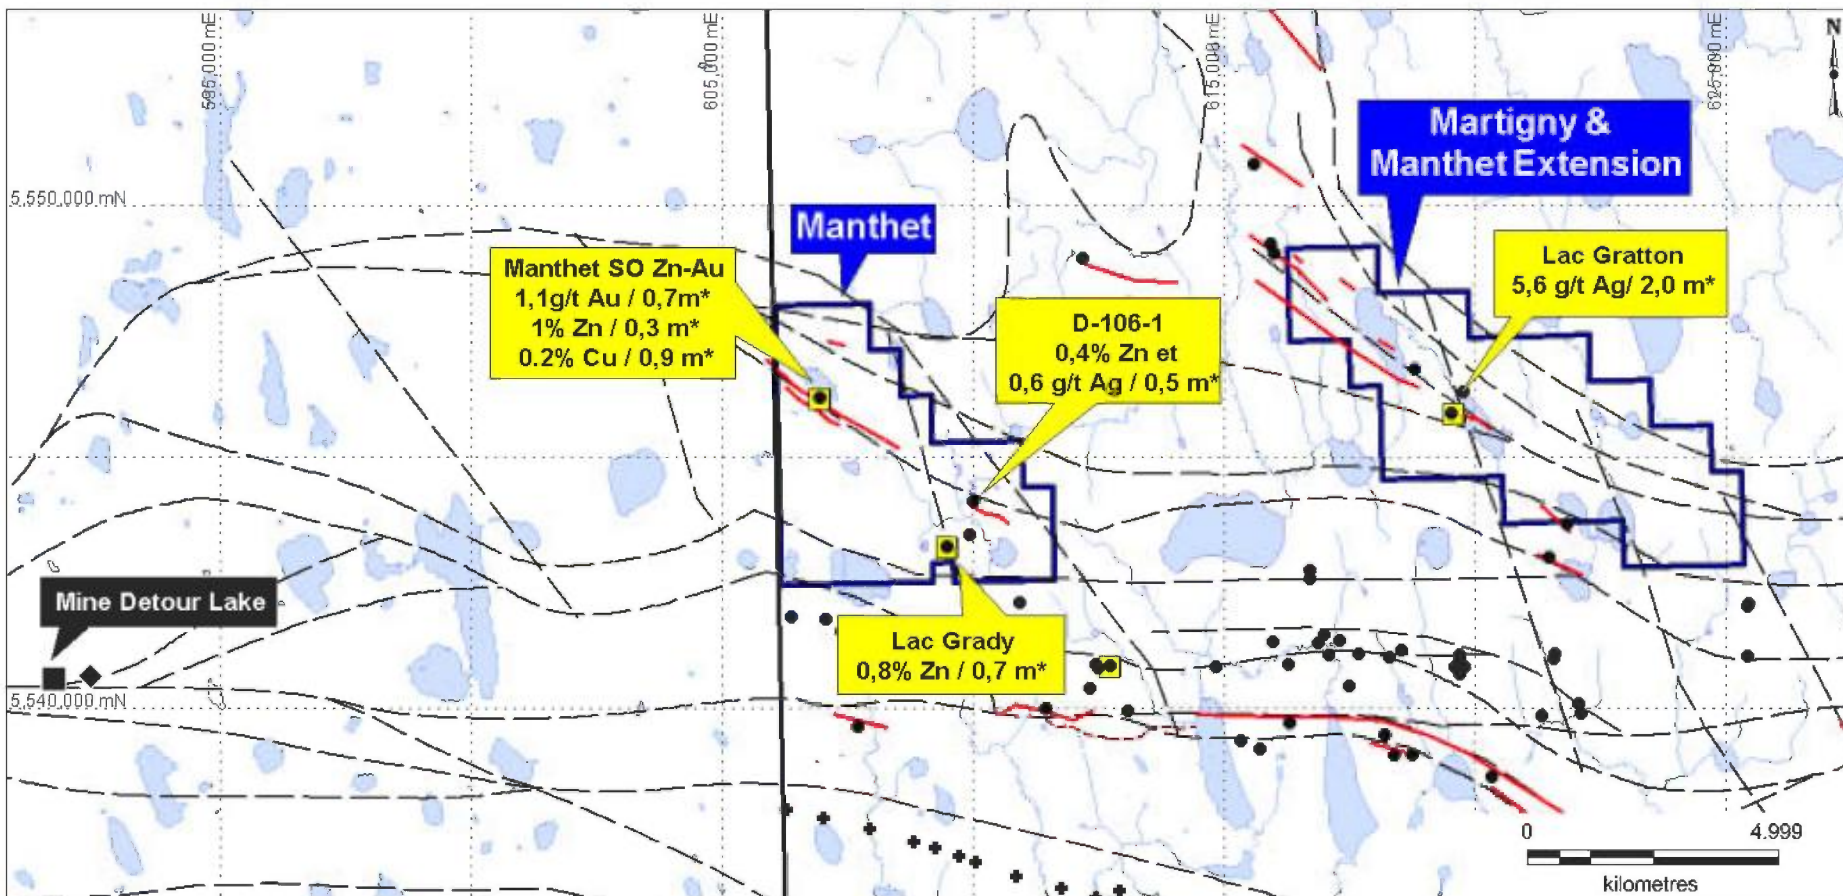 595,000 mE
605,000 mE
615,000 mE
625,000 mE
N
5,550,000 mN
5,540,000 mN
Martigny &
Manthet Extension
Manthet
Manthet SO Zn-Au
1,1g/t Au / 0,7m*
1% Zn / 0,3 m*
0.2% Cu / 0,9 m*
Lac Gratton
5,6 g/t Ag/ 2,0 m*
D-106-1
0,4% Zn et
0,6 g/t Ag / 0,5 m*
Mine Detour Lake
Lac Grady
0,8% Zn / 0,7 m*
0 4.999
kilometres